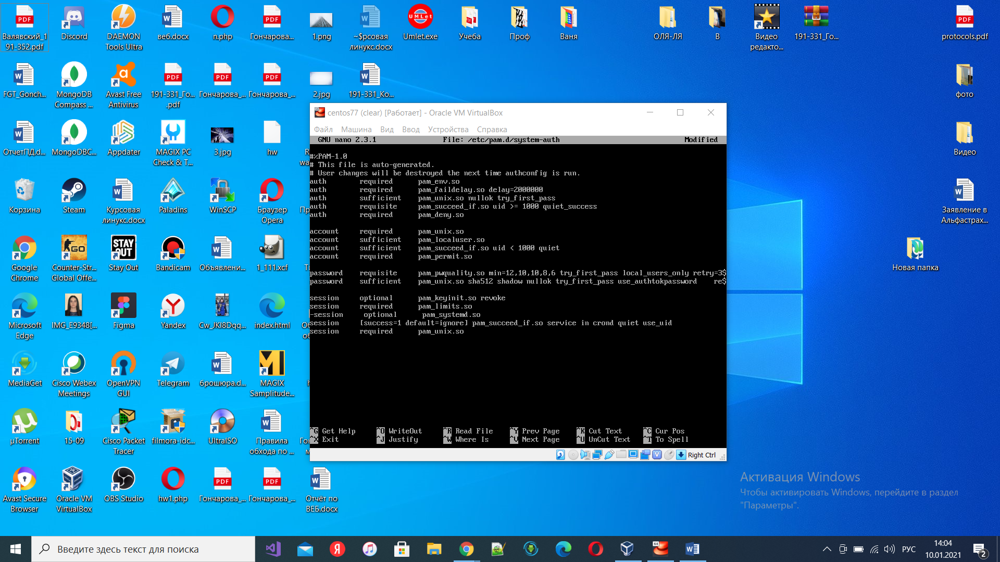 Валявский_1
91-352.pdf
Discord
DAEMON
Tools Ultra
веб.docx
n.php
Гончарова...
1.png
~$рсовая
линукс.docx
Umlet.exe
Учеба
Проф
Ваня
ОЛЯ-ЛЯ
В
Видео
редакто...
191-331_Го...
protocols.pdf
FGT_Gonch...
MongoDB
Compass ...
Avast Free
Antivirus
191-331_Го...
.pdf
Гончарова_...
Гончарова_...
2.jpg
191-331_Ко...
фото
ОтчетПД.d...
MongoDBC...
Appdater
MAGIX PC
Check & T...
3.jpg
hw
Видео
Корзина
Steam
Курсовая
линукс.docx
Paladins
WinSCP
Браузер
Opera
Заявление в
Альфастрах...
Google
Chrome
Counter-Str...
Global Offe...
Stay Out
Bandicam
Объявлени...
1_111.xcf
Новая папка
Microsoft
Edge
IMG_E9348[...
Figma
Yandex
Cw_JKI8Dqq...
index.html
MediaGet
Cisco Webex
Meetings
OpenVPN
GUI
Telegram
брошюра.d...
MAGIX
Samplitude...
µTorrent
15-09
Cisco Packet
Tracer
filmora-idc...
UltraISO
Правила
обхода по ...
Avast Secure
Browser
Oracle VM
VirtualBox
OBS Studio
hw1.php
Гончарова_...
Гончарова_...
Отчёт по
ВЕБ.docx
centos77 (clear) [Работает] - Oracle VM VirtualBox
Файл Машина Вид Ввод Устройства Справка
GNU nano 2.3.1 File: /etc/pam.d/system-auth Modified
#%PAM-1.0
# This file is auto-generated.
# User changes will be destroyed the next time authconfig is run.
auth required pam_env.so
auth required pam_faildelay.so delay=2000000
auth sufficient pam_unix.so nullok try_first_pass
auth requisite pam_succeed_if.so uid >= 1000 quiet_success
auth required pam_deny.so
account required pam_unix.so
account sufficient pam_localuser.so
account sufficient pam_succeed_if.so uid < 1000 quiet
account required pam_permit.so
password requisite pam_pwquality.so min=12,10,10,8,6 try_first_pass local_users_only retry=3$
password sufficient pam_unix.so sha512 shadow nullok try_first_pass use_authtokpassword re$
session optional pam_keyinit.so revoke
session required pam_limits.so
-session optional pam_systemd.so
session [success=1 default=ignore] pam_succeed_if.so service in crond quiet use_uid
session required pam_unix.so
^G Get Help ^O WriteOut ^R Read File ^Y Prev Page ^K Cut Text ^C Cur Pos
^X Exit ^J Justify ^W Where Is ^V Next Page ^U UnCut Text ^T To Spell
Right Ctrl
Активация Windows
Чтобы активировать Windows, перейдите в раздел
"Параметры".
Введите здесь текст для поиска
РУС
14:04
10.01.2021
2